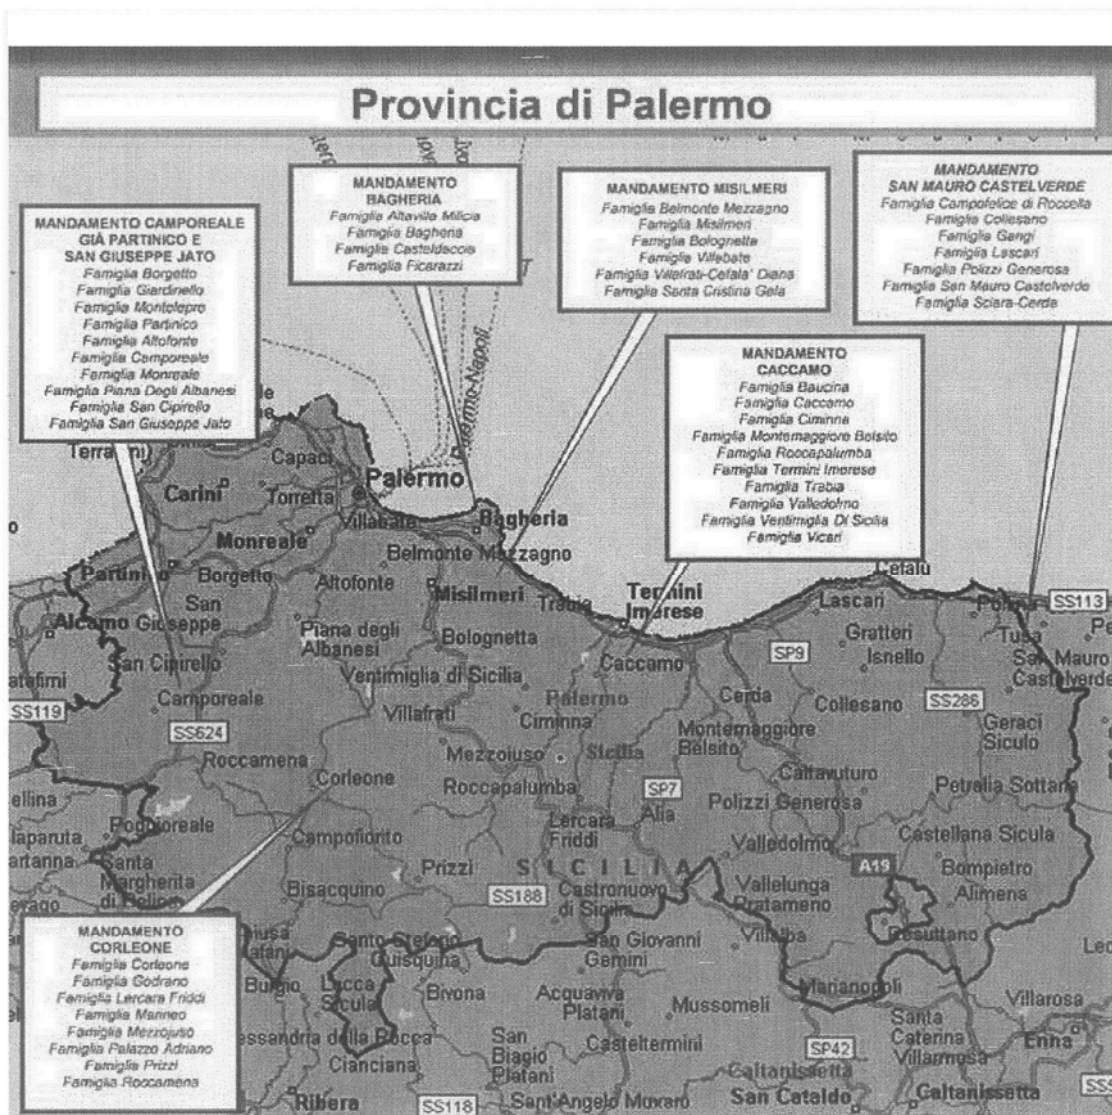 Provincia di Palermo
MANDAMENTO CAMPOREALE
GIÀ PARTINICO E
SAN GIUSEPPE JATO
Famiglia Borgetto
Famiglia Giardinello
Famiglia Montelepre
Famiglia Partinico
Famiglia Altofonte
Famiglia Camporeale
Famiglia Monreale
Famiglia Piana Degli Albanesi
Famiglia San Cipirello
Famiglia San Giuseppe Jato
MANDAMENTO
BAGHERIA
Famiglia Altavilla Milicia
Famiglia Bagheria
Famiglia Casteldaccia
Famiglia Ficarazzi
MANDAMENTO MISILMERI
Famiglia Belmonte Mezzagno
Famiglia Misilmeri
Famiglia Bolognetta
Famiglia Villabate
Famiglia Villafrati-Cefala' Diana
Famiglia Santa Cristina Gela
MANDAMENTO
SAN MAURO CASTELVERDE
Famiglia Campofelice di Roccella
Famiglia Collesano
Famiglia Gangi
Famiglia Lascari
Famiglia Polizzi Generosa
Famiglia San Mauro Castelverde
Famiglia Sciara-Cerda
MANDAMENTO
CACCAMO
Famiglia Baucina
Famiglia Caccamo
Famiglia Ciminna
Famiglia Montemaggiore Belsito
Famiglia Roccapalumba
Famiglia Termini Imerese
Famiglia Trabia
Famiglia Valledolmo
Famiglia Ventimiglia Di Sicilia
Famiglia Vicari
ermo-Napoli
Capaci
Palermo
Carini
Torretta
Villabate
Bagheria
Monreale
Belmonte Mezzagno
Cefalù
Partinico
Borgetto
Altofonte
Misilmeri
Trabia
Termini
Imerese
Lascari
Pollina
SS113
Alcamo
San
Giuseppe
Piana degli
Albanesi
Bolognetta
Gratteri
Tusa
San Cipirello
Caccamo
SP9
Isnello
San Mauro
Castelverde
Ventimiglia di Sicilia
SS119
Camporeale
Villafrati
Palermo
Cerda
Collesano
SS286
SS624
Ciminna
Montemaggiore
Belsito
Geraci
Siculo
Roccamena
Mezzoiuso
Sicilia
Corleone
Roccapalumba
SP7
Caltavuturo
Petralia Sottana
Poggioreale
Campofiorito
Lercara
Friddi
Alia
Polizzi Generosa
Valledolmo
Castellana Sicula
Santa
Margherita
di Belice
Prizzi
SICILIA
A19
Bompietro
Bisacquino
SS188
Castronuovo
di Sicilia
Vallelunga
Pratameno
Alimena
MANDAMENTO
CORLEONE
Famiglia Corleone
Famiglia Godrano
Famiglia Lercara Friddi
Famiglia Marineo
Famiglia Mezzojuso
Famiglia Palazzo Adriano
Famiglia Prizzi
Famiglia Roccamena
Santo Stefano
Quisquina
San Giovanni
Gemini
Villalba
Resuttano
Burgio
Lucca
Sicula
Bivona
Acquaviva
Platani
Mussomeli
Marianopoli
Villarosa
essandria della Rocca
Cianciana
San
Biagio
Platani
Casteltermini
SP42
Santa
Caterina
Villarmosa
Enna
Caltanissetta
Ribera
SS118
Sant'Angelo Muxaro
San Cataldo
Caltanissetta